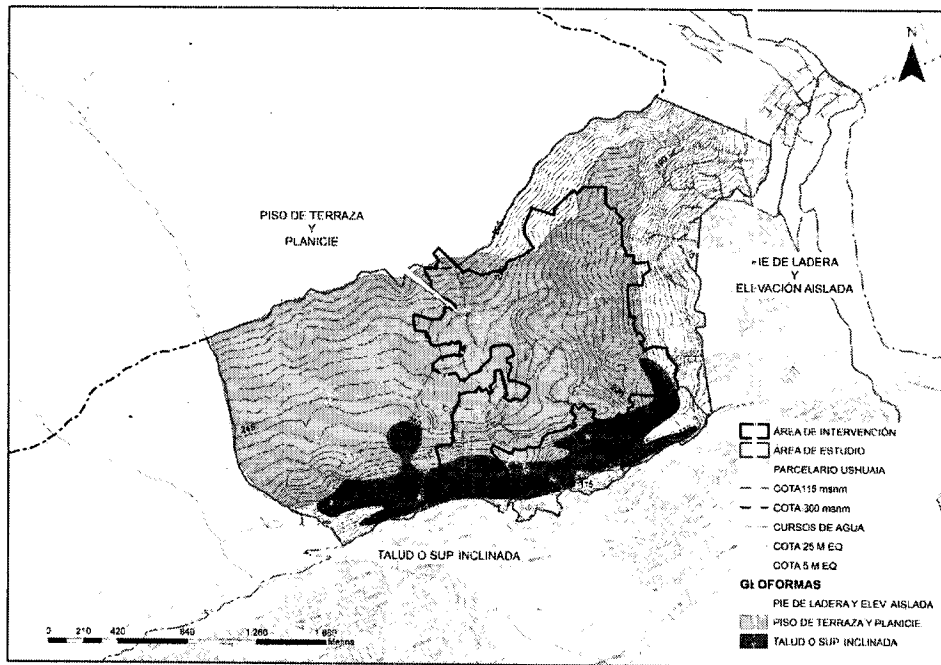 N
PISO DE TERRAZA
Y
PLANICIE
PIE DE LADERA
Y
ELEVACIÓN AISLADA
TALUD O SUP INCLINADA
ÁREA DE INTERVENCIÓN
ÁREA DE ESTUDIO
PARCELARIO USHUAIA
COTA 115 msnm
COTA 300 msnm
CURSOS DE AGUA
COTA 25 M EQ
COTA 5 M EQ
GEOFORMAS
PIE DE LADERA Y ELEV AISLADA
PISO DE TERRAZA Y PLANICIE
TALUD O SUP INCLINADA
0 210 420 840 1.260 1.680